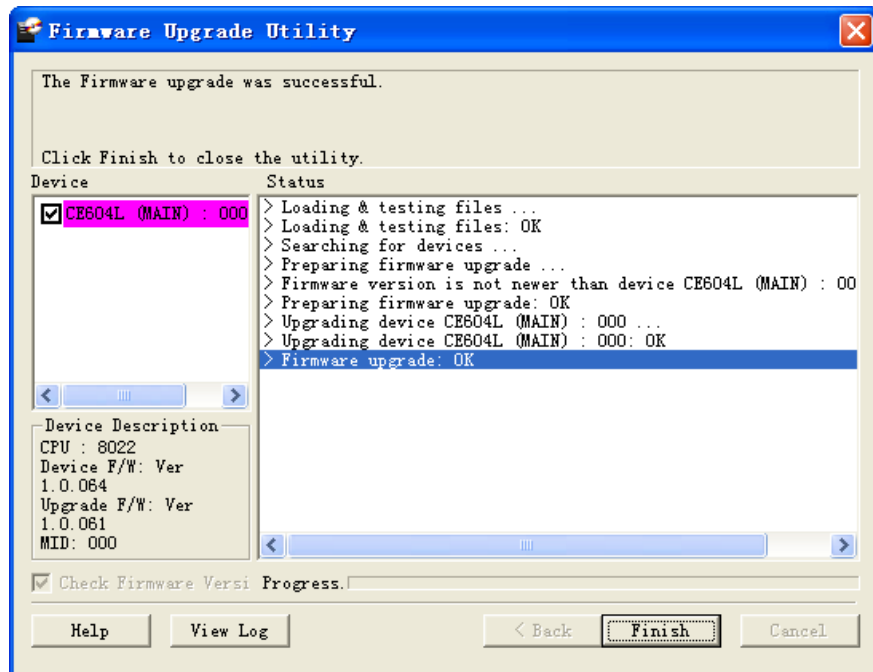 Firmware Upgrade Utility
The Firmware upgrade was successful.
Click Finish to close the utility.
Device
Status
CE604L (MAIN) : 000
> Loading & testing files ...
> Loading & testing files: OK
> Searching for devices ...
> Preparing firmware upgrade ...
> Firmware version is not newer than device CE604L (MAIN) : 00
> Preparing firmware upgrade: OK
> Upgrading device CE604L (MAIN) : 000 ...
> Upgrading device CE604L (MAIN) : 000: OK
> Firmware upgrade: OK
Device Description
CPU : 8022
Device F/W: Ver
1.0.064
Upgrade F/W: Ver
1.0.061
MID: 000
Check Firmware Versi
Progress.
Help
View Log
< Back
Finish
Cancel